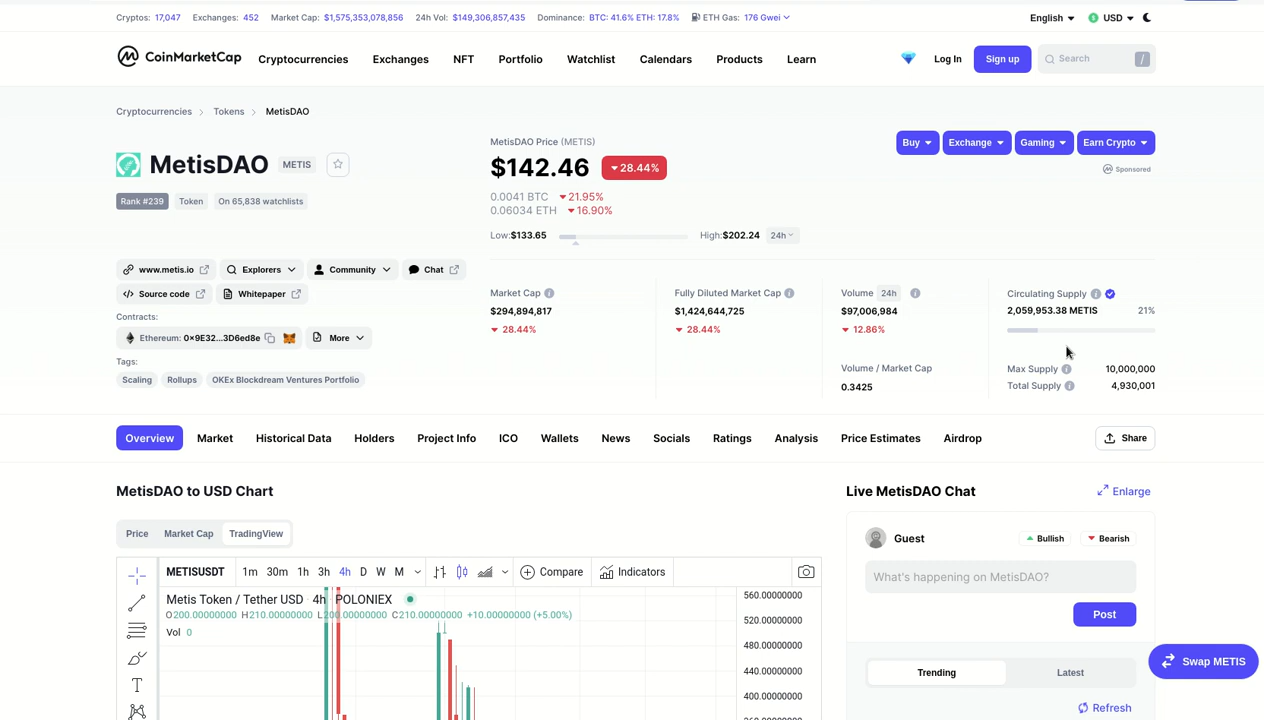 Cryptos: 17,047 Exchanges: 452 Market Cap: $1,575,353,078,856 24h Vol: $149,306,857,435 Dominance: BTC: 41.6% ETH: 17.8% ETH Gas: 176 Gwei
English USD
CoinMarketCap Cryptocurrencies Exchanges NFT Portfolio Watchlist Calendars Products Learn Log In Sign up Search /
Cryptocurrencies Tokens MetisDAO
MetisDAO METIS
Rank #239 Token On 65,838 watchlists
MetisDAO Price (METIS)
$142.46 28.44%
0.0041 BTC 21.95%
0.06034 ETH 16.90%
Low:$133.65 High:$202.24 24h
Buy Exchange Gaming Earn Crypto
Sponsored
www.metis.io Explorers Community Chat
Source code Whitepaper
Contracts:
Ethereum: 0x9E32...3D6ed8e More
Tags:
Scaling Rollups OKEx Blockdream Ventures Portfolio
Market Cap
$294,894,817
28.44%
Fully Diluted Market Cap
$1,424,644,725
28.44%
Volume 24h
$97,006,984
12.86%
Volume / Market Cap
0.3425
Circulating Supply
2,059,953.38 METIS 21%
Max Supply 10,000,000
Total Supply 4,930,001
Overview Market Historical Data Holders Project Info ICO Wallets News Socials Ratings Analysis Price Estimates Airdrop Share
MetisDAO to USD Chart
Price Market Cap TradingView
METISUSDT 1m 30m 1h 3h 4h D W M Compare Indicators
Metis Token / Tether USD · 4h · POLONIEX
O200.00000000 H210.00000000 L200.00000000 C210.00000000 +10.00000000 (+5.00%)
Vol 0
560.00000000
520.00000000
480.00000000
440.00000000
400.00000000
Live MetisDAO Chat Enlarge
Guest Bullish Bearish
What's happening on MetisDAO?
Post
Trending Latest
Refresh
Swap METIS